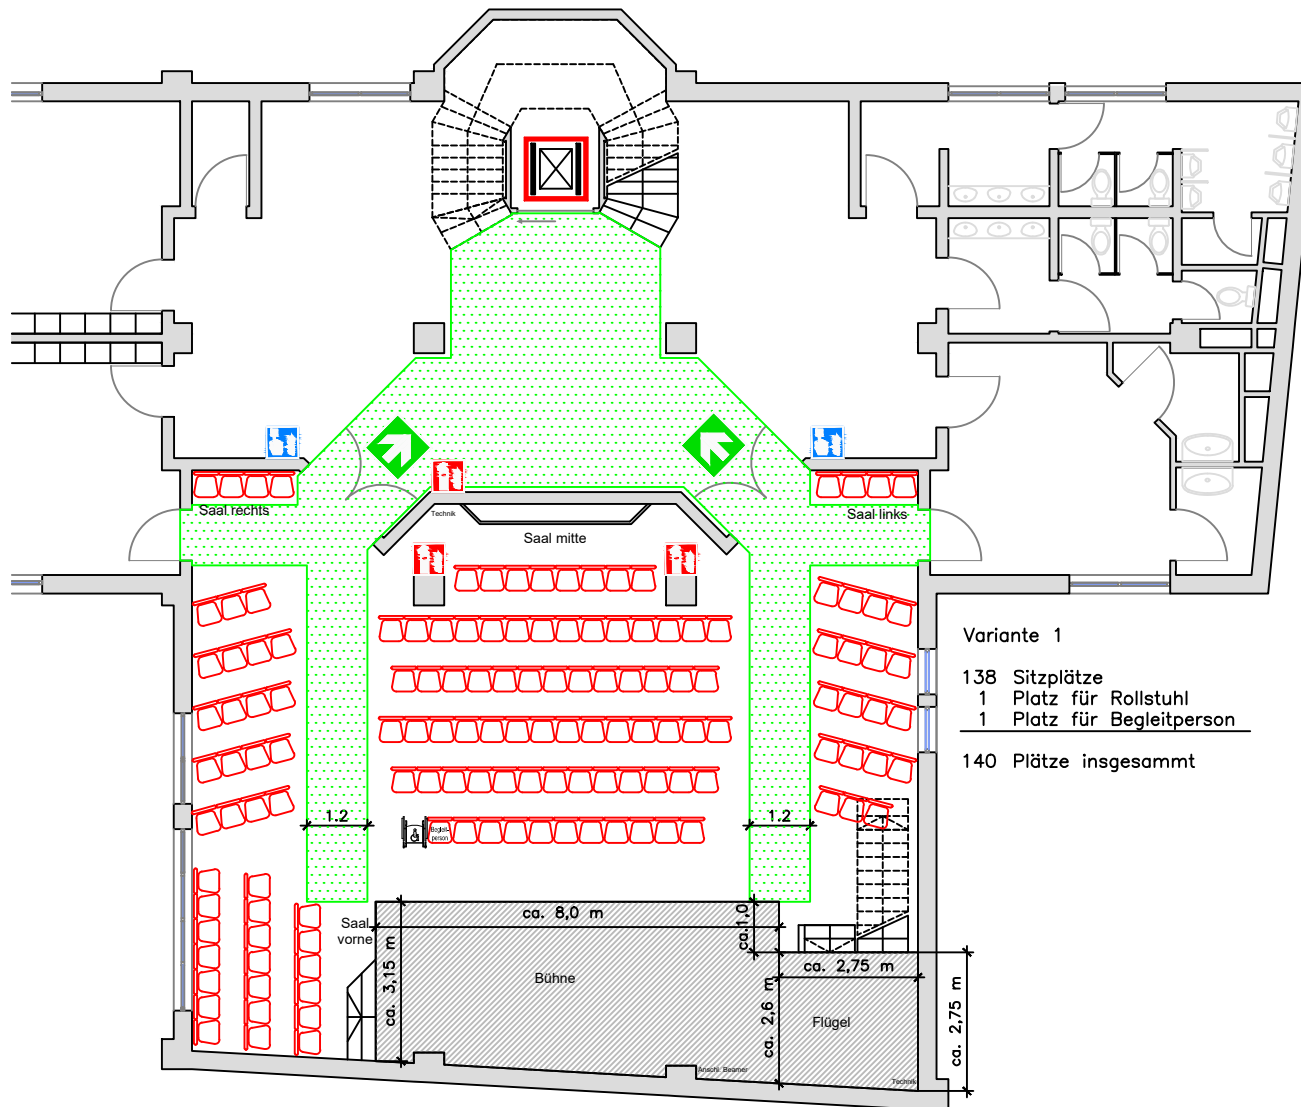 Saal rechts
Technik
Saal mitte
Saal links
Variante 1
138 Sitzplätze
1 Platz für Rollstuhl
1 Platz für Begleitperson
140 Plätze insgesammt
1.2
1.2
Begleit-
person
Saal
vorne
ca. 8,0 m
ca.1,0
ca. 3,15 m
Bühne
ca. 2,75 m
ca. 2,6 m
Flügel
ca. 2,75 m
Anschl. Beamer
Technik